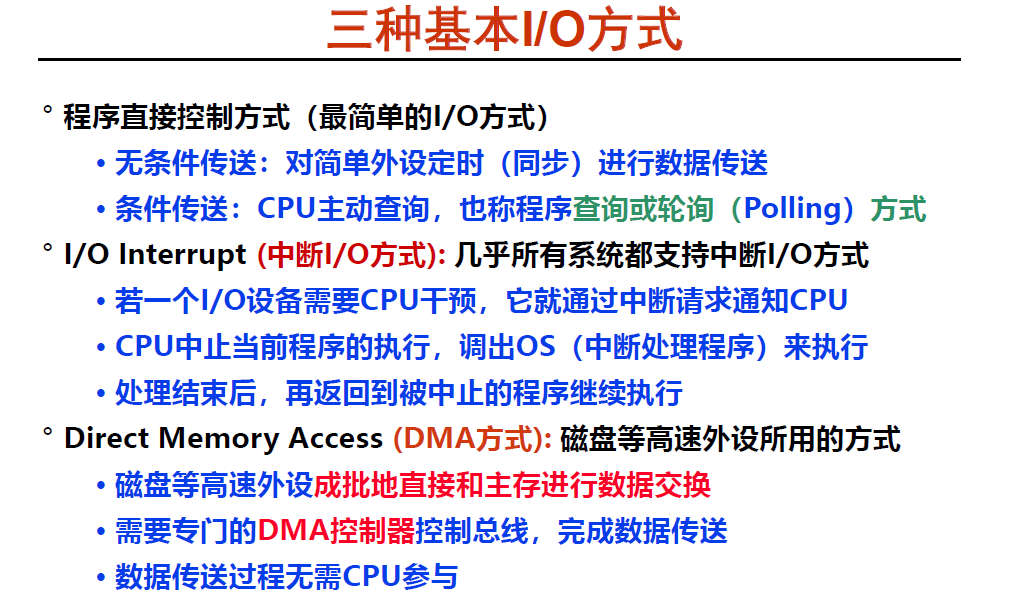 三种基本I/O方式
° 程序直接控制方式（最简单的I/O方式）
• 无条件传送：对简单外设定时（同步）进行数据传送
• 条件传送：CPU主动查询，也称程序查询或轮询（Polling）方式
° I/O Interrupt (中断I/O方式): 几乎所有系统都支持中断I/O方式
• 若一个I/O设备需要CPU干预，它就通过中断请求通知CPU
• CPU中止当前程序的执行，调出OS（中断处理程序）来执行
• 处理结束后，再返回到被中止的程序继续执行
° Direct Memory Access (DMA方式): 磁盘等高速外设所用的方式
• 磁盘等高速外设成批地直接和主存进行数据交换
• 需要专门的DMA控制器控制总线，完成数据传送
• 数据传送过程无需CPU参与